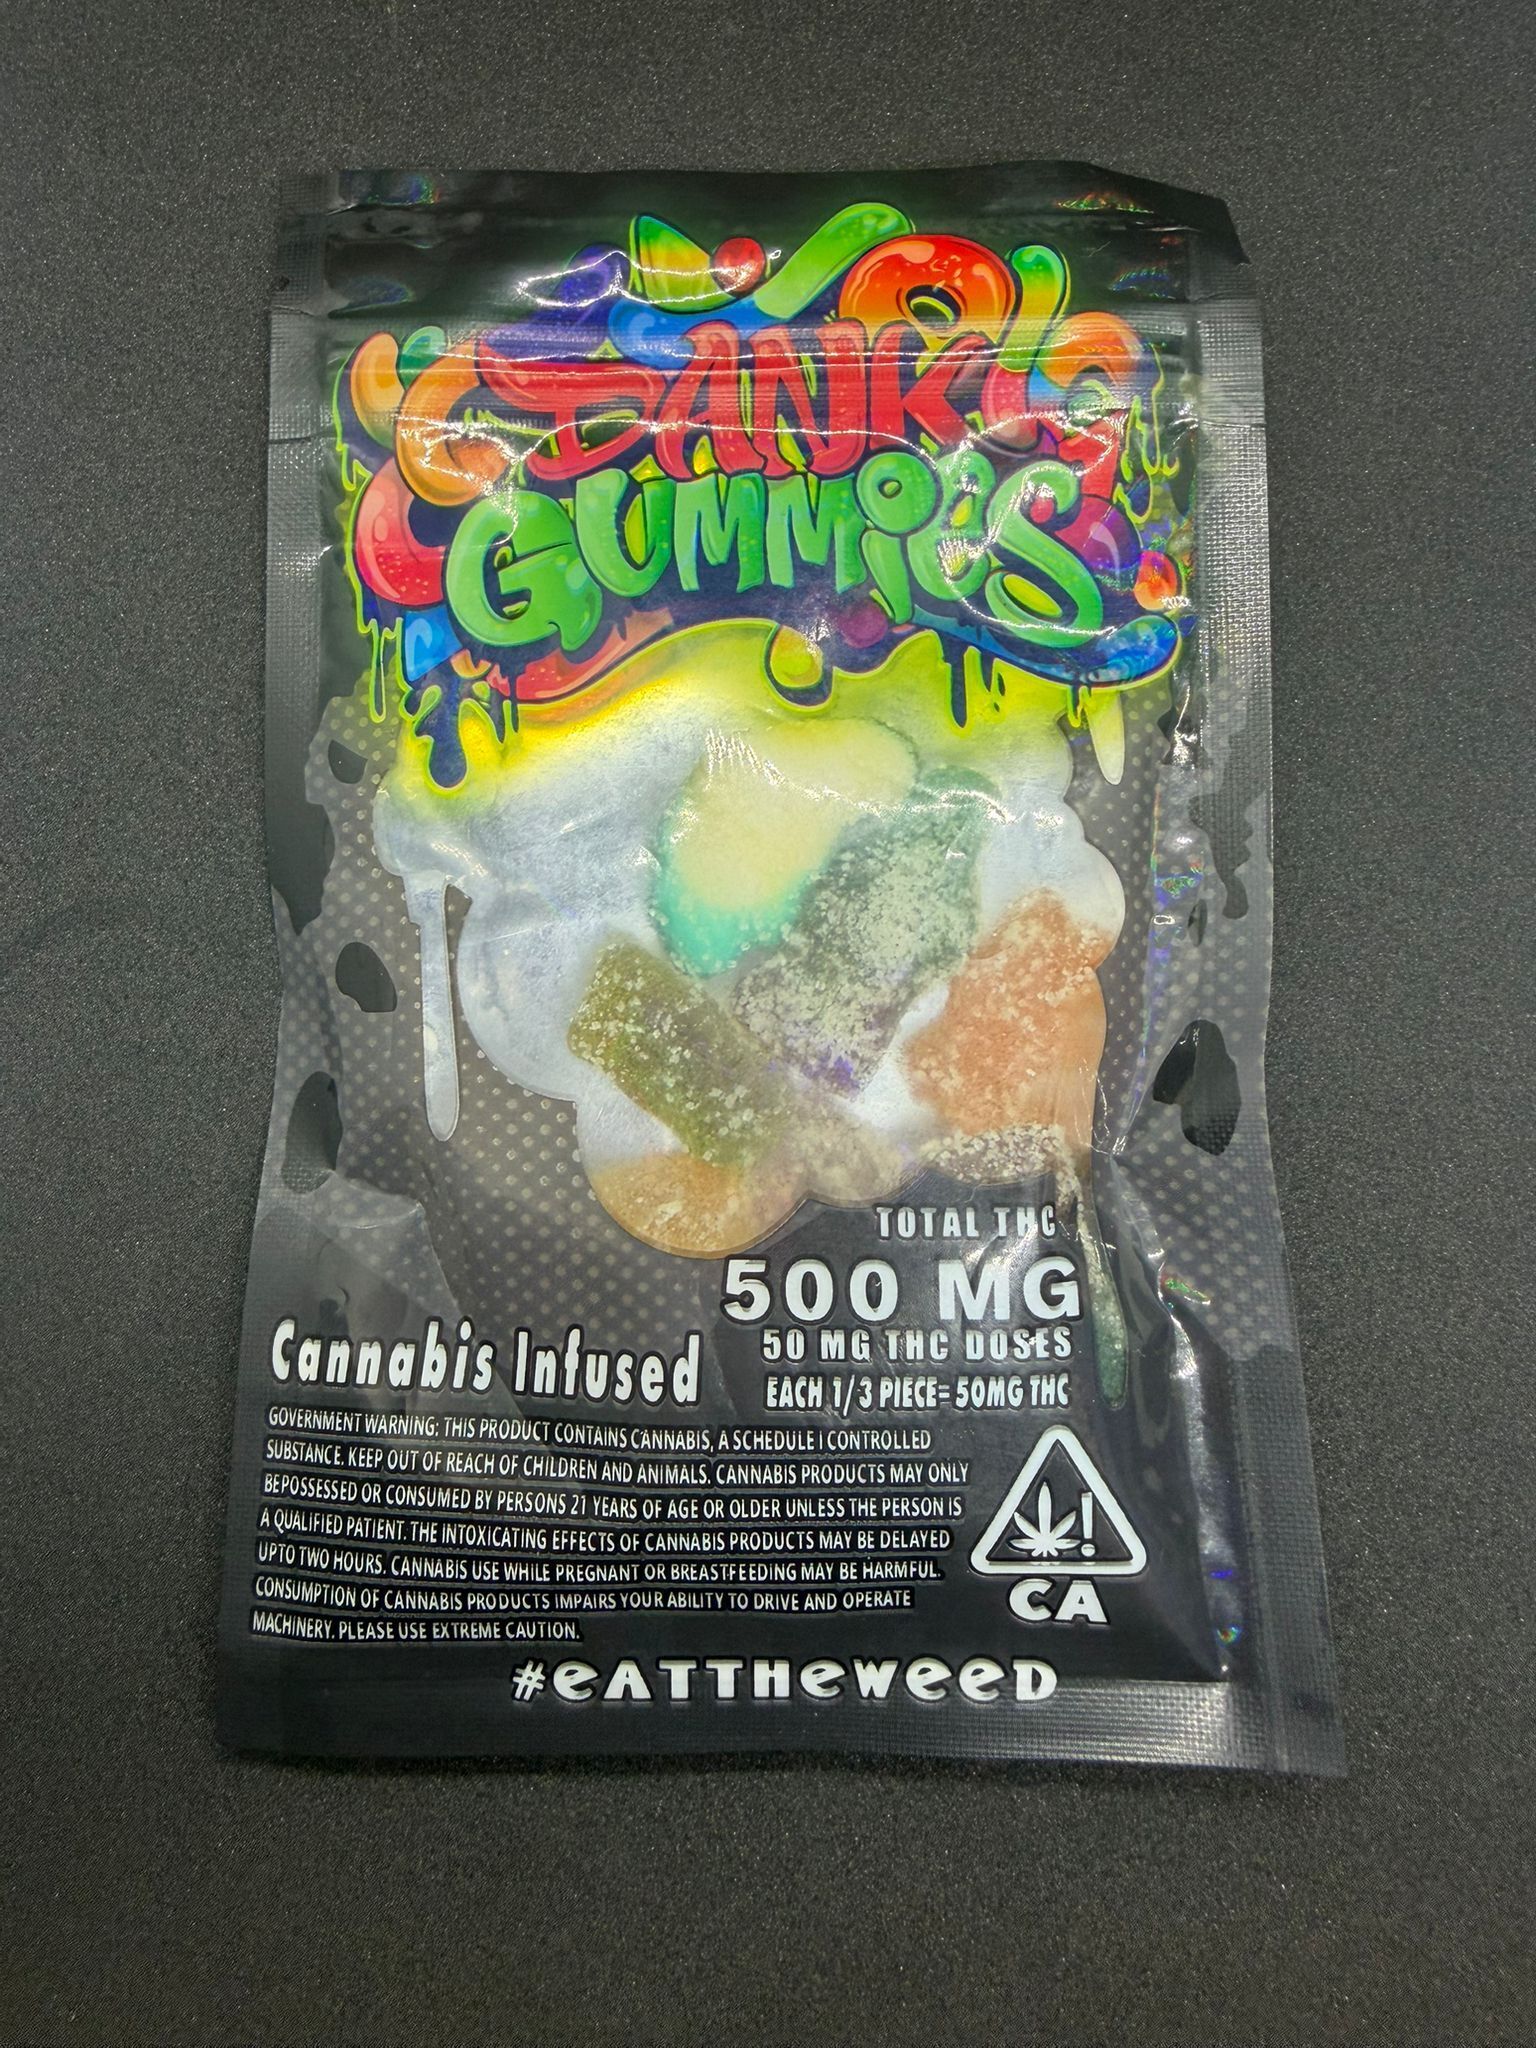 DANK
GUMMIES
TOTAL THC
500 MG
50 MG THC DOSES
EACH 1/3 PIECE= 50MG THC
Cannabis Infused
GOVERNMENT WARNING: THIS PRODUCT CONTAINS CANNABIS, A SCHEDULE I CONTROLLED
SUBSTANCE. KEEP OUT OF REACH OF CHILDREN AND ANIMALS. CANNABIS PRODUCTS MAY ONLY
BEPOSSESSED OR CONSUMED BY PERSONS 21 YEARS OF AGE OR OLDER UNLESS THE PERSON IS
A QUALIFIED PATIENT. THE INTOXICATING EFFECTS OF CANNABIS PRODUCTS MAY BE DELAYED
UPTO TWO HOURS. CANNABIS USE WHILE PREGNANT OR BREASTFEEDING MAY BE HARMFUL.
CONSUMPTION OF CANNABIS PRODUCTS IMPAIRS YOUR ABILITY TO DRIVE AND OPERATE
MACHINERY. PLEASE USE EXTREME CAUTION.
!
CA
#EATTHEWEED